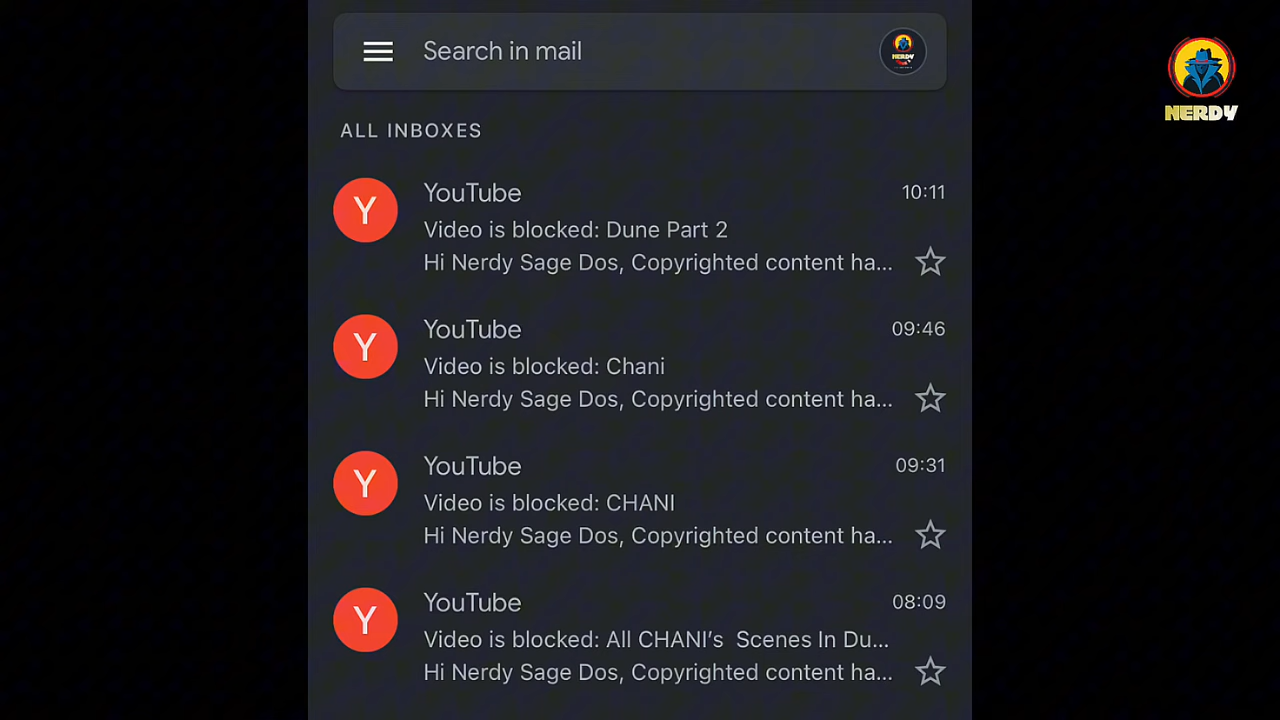 Search in mail
NERDY
NERDY
ALL INBOXES
Y
YouTube
10:11
Video is blocked: Dune Part 2
Hi Nerdy Sage Dos, Copyrighted content ha...
Y
YouTube
09:46
Video is blocked: Chani
Hi Nerdy Sage Dos, Copyrighted content ha...
Y
YouTube
09:31
Video is blocked: CHANI
Hi Nerdy Sage Dos, Copyrighted content ha...
Y
YouTube
08:09
Video is blocked: All CHANI’s  Scenes In Du...
Hi Nerdy Sage Dos, Copyrighted content ha...